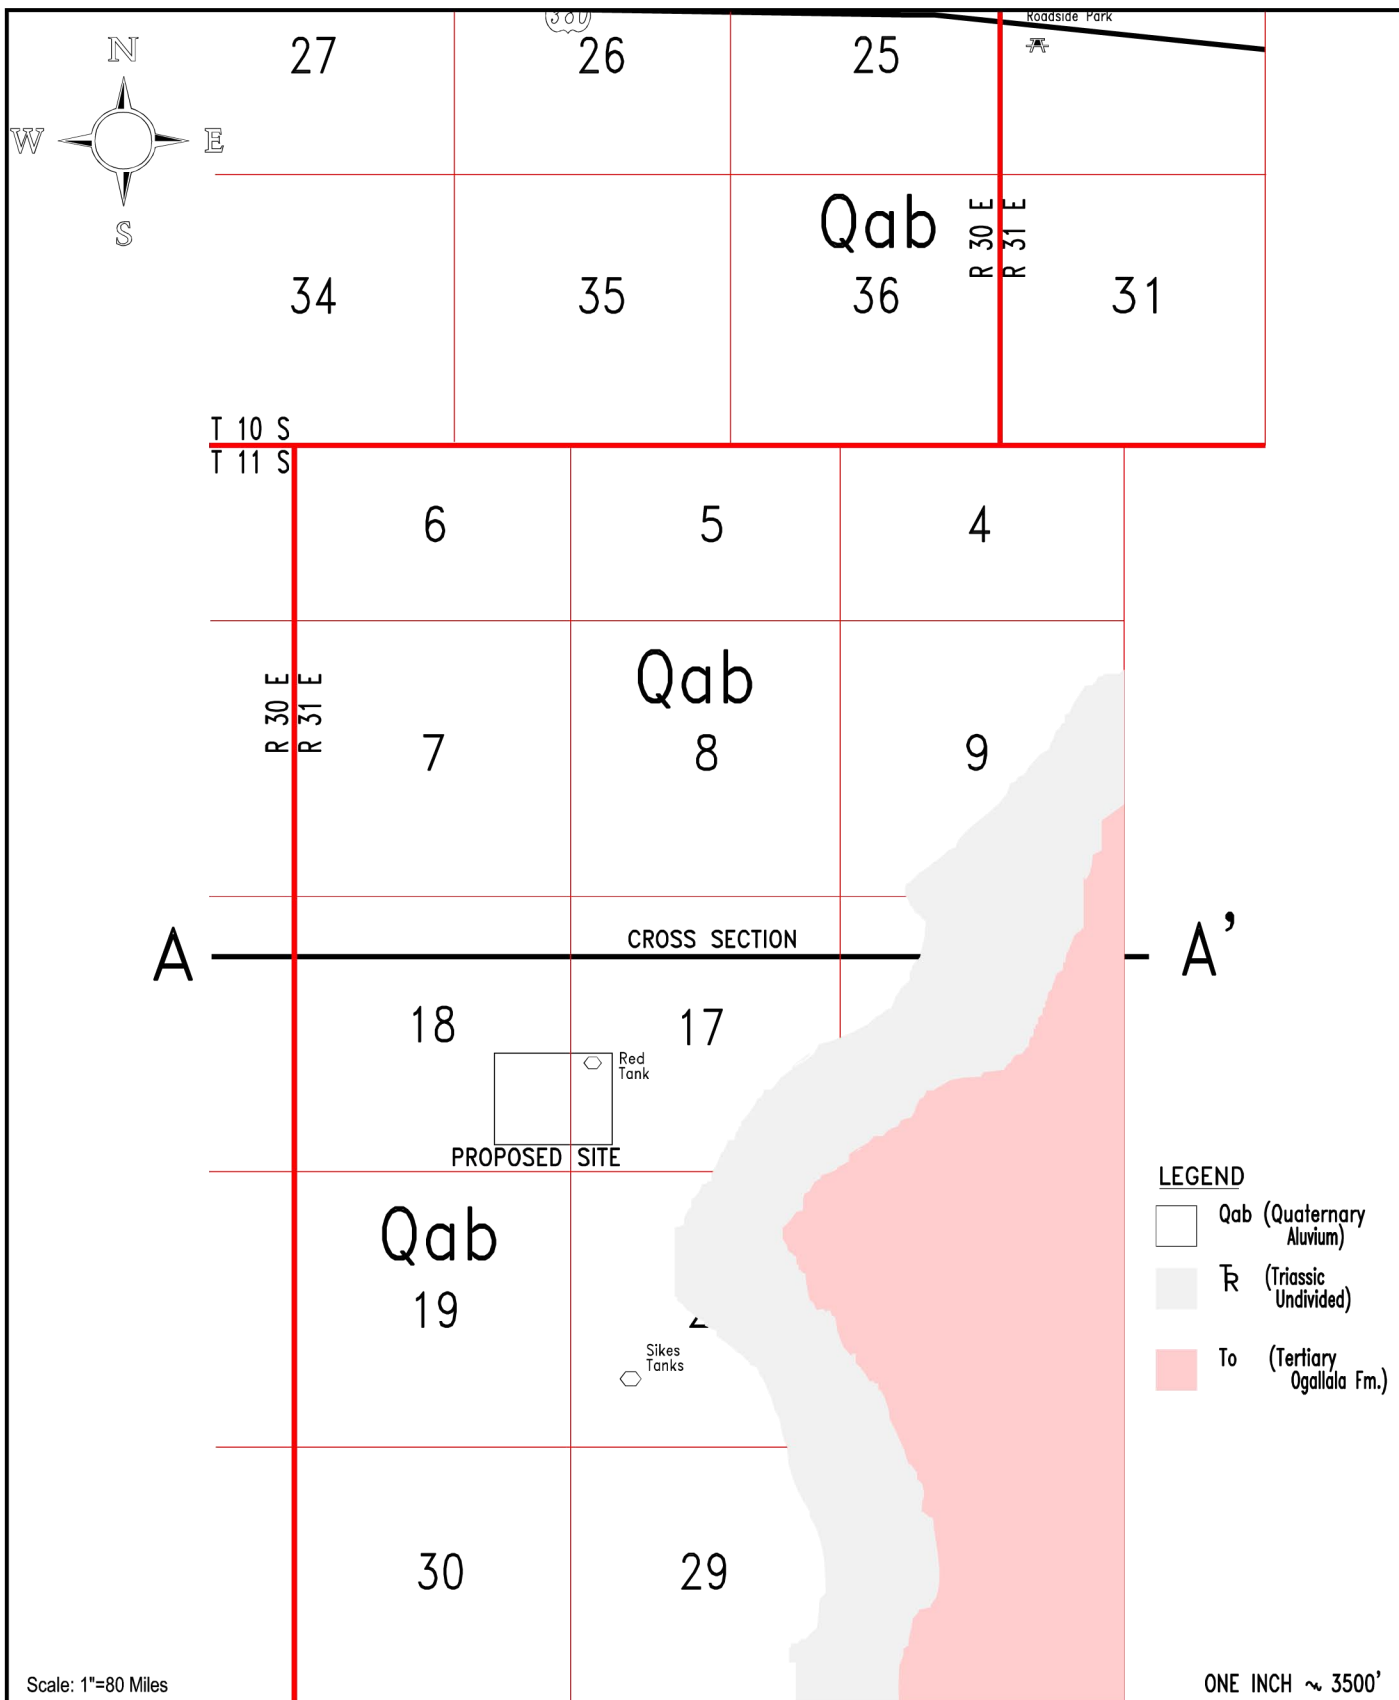 380
Roadside Park
N
27
26
25
W
E
S
Qab
R 30 E
R 31 E
34
35
36
31
T 10 S
T 11 S
6
5
4
R 30 E
R 31 E
Qab
7
8
9
A
CROSS SECTION
A'
18
17
Red
Tank
PROPOSED SITE
LEGEND
Qab
Qab (Quaternary
Aluvium)
TR (Triassic
Undivided)
19
Sikes
Tanks
To (Tertiary
Ogallala Fm.)
30
29
Scale: 1"=80 Miles
ONE INCH ~ 3500'